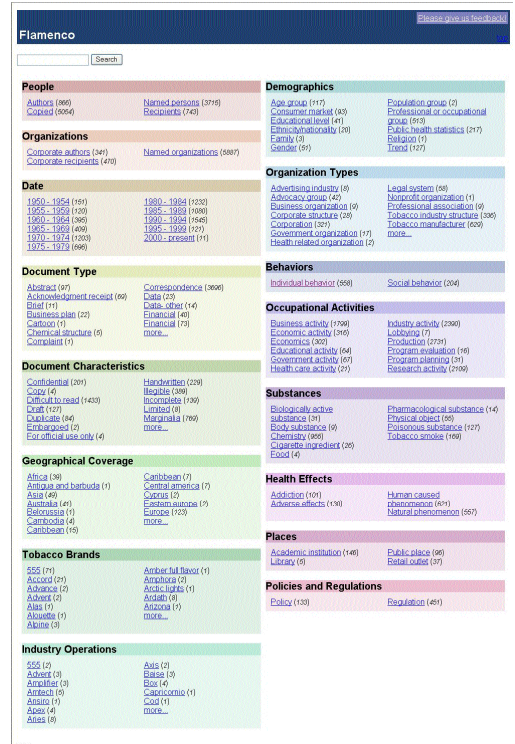 Please give us feedback!
Flamenco
Search
People
Authors (866)
Copied (5054)
Named persons (3715)
Recipients (743)
Organizations
Corporate authors (341)
Corporate recipients (470)
Named organizations (5887)
Date
1950 - 1954 (151)
1955 - 1959 (120)
1960 - 1964 (395)
1965 - 1969 (409)
1970 - 1974 (1203)
1975 - 1979 (696)
1980 - 1984 (1232)
1985 - 1989 (1080)
1990 - 1994 (1545)
1995 - 1999 (121)
2000 - present (11)
Document Type
Abstract (97)
Acknowledgment receipt (69)
Brief (11)
Business plan (22)
Cartoon (1)
Chemical structure (5)
Complaint (1)
Correspondence (3696)
Data (23)
Data- other (14)
Financial (40)
Financial (73)
more...
Document Characteristics
Confidential (201)
Copy (4)
Difficult to read (1433)
Draft (127)
Duplicate (84)
Embargoed (2)
For official use only (4)
Handwritten (229)
Illegible (389)
Incomplete (139)
Limited (8)
Marginalia (769)
more...
Geographical Coverage
Africa (39)
Antigua and barbuda (1)
Asia (49)
Australia (41)
Belorussia (1)
Cambodia (4)
Caribbean (15)
Caribbean (7)
Central america (7)
Cyprus (2)
Eastern europe (2)
Europe (123)
more...
Tobacco Brands
555 (71)
Accord (21)
Advance (2)
Advent (2)
Alas (1)
Alouette (1)
Alpine (3)
Amber full flavor (1)
Amphora (2)
Arctic lights (1)
Ardath (8)
Arizona (1)
more...
Industry Operations
555 (2)
Advent (3)
Amplifier (3)
Amtech (5)
Ansiro (1)
Apex (4)
Aries (8)
Axis (2)
Baise (3)
Box (4)
Capricornio (1)
Cod (1)
more...
Demographics
Age group (117)
Consumer market (93)
Educational level (41)
Ethnicity/nationality (20)
Family (3)
Gender (51)
Population group (2)
Professional or occupational
group (513)
Public health statistics (217)
Religion (1)
Trend (127)
Organization Types
Advertising industry (8)
Advocacy group (42)
Business organization (9)
Corporate structure (28)
Corporation (321)
Government organization (17)
Health related organization (2)
Legal system (58)
Nonprofit organization (1)
Professional association (9)
Tobacco industry structure (336)
Tobacco manufacturer (629)
more...
Behaviors
Individual behavior (558)
Social behavior (204)
Occupational Activities
Business activity (1799)
Economic activity (316)
Economics (302)
Educational activity (64)
Government activity (67)
Health care activity (21)
Industry activity (2390)
Lobbying (7)
Production (2731)
Program evaluation (16)
Program planning (31)
Research activity (2109)
Substances
Biologically active
substance (31)
Body substance (9)
Chemistry (956)
Cigarette ingredient (26)
Food (4)
Pharmacological substance (14)
Physical object (55)
Poisonous substance (127)
Tobacco smoke (169)
Health Effects
Addiction (101)
Adverse effects (130)
Human caused
phenomenon (621)
Natural phenomenon (557)
Places
Academic institution (146)
Library (5)
Public place (96)
Retail outlet (37)
Policies and Regulations
Policy (133)
Regulation (451)